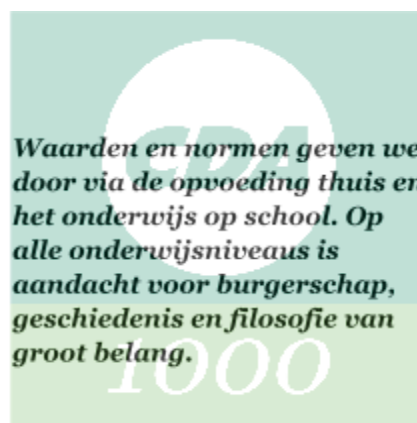 Waarden en normen geven we
door via de opvoeding thuis en
het onderwijs op school. Op
alle onderwijsniveaus is
aandacht voor burgerschap,
geschiedenis en filosofie van
groot belang.
CDA
1000